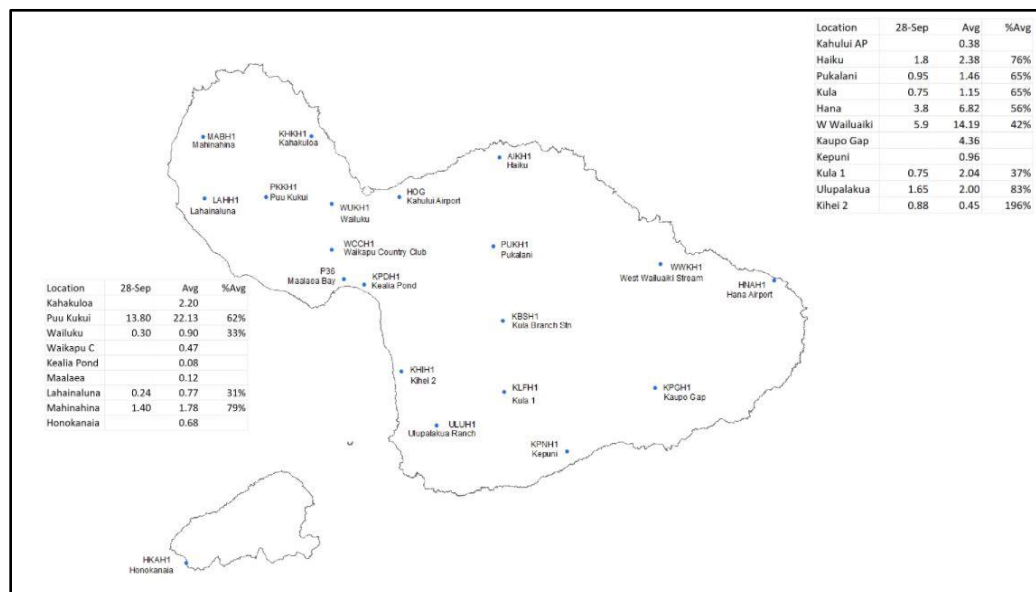 Location 28-Sep Avg %Avg
Kahului AP 0.38
Haiku 1.8 2.38 76%
Pukalani 0.95 1.46 65%
Kula 0.75 1.15 65%
Hana 3.8 6.82 56%
W Wailuaiki 5.9 14.19 42%
Kaupo Gap 4.36
Kepuni 0.96
Kula 1 0.75 2.04 37%
Ulupalakua 1.65 2.00 83%
Kihei 2 0.88 0.45 196%
MABH1
Mahinahina
KHKH1
Kahakuloa
AIKH1
Haiku
LAHH1
Lahainaluna
PKKH1
Puu Kukui
WUKH1
Wailuku
HOG
Kahului Airport
WCCH1
Waikapu Country Club
PUKH1
Pukalani
P36
Maalaea Bay
KPDH1
Kealia Pond
WWKH1
West Wailuaiki Stream
HNAH1
Hana Airport
Location 28-Sep Avg %Avg
Kahakuloa 2.20
Puu Kukui 13.80 22.13 62%
Wailuku 0.30 0.90 33%
Waikapu C 0.47
Kealia Pond 0.08
Maalaea 0.12
Lahainaluna 0.24 0.77 31%
Mahinahina 1.40 1.78 79%
Honokanaia 0.68
KBSH1
Kula Branch Stn
KHIH1
Kihei 2
KLFH1
Kula 1
KPGH1
Kaupo Gap
ULUH1
Ulupalakua Ranch
KPNH1
Kepuni
HKAH1
Honokanaia